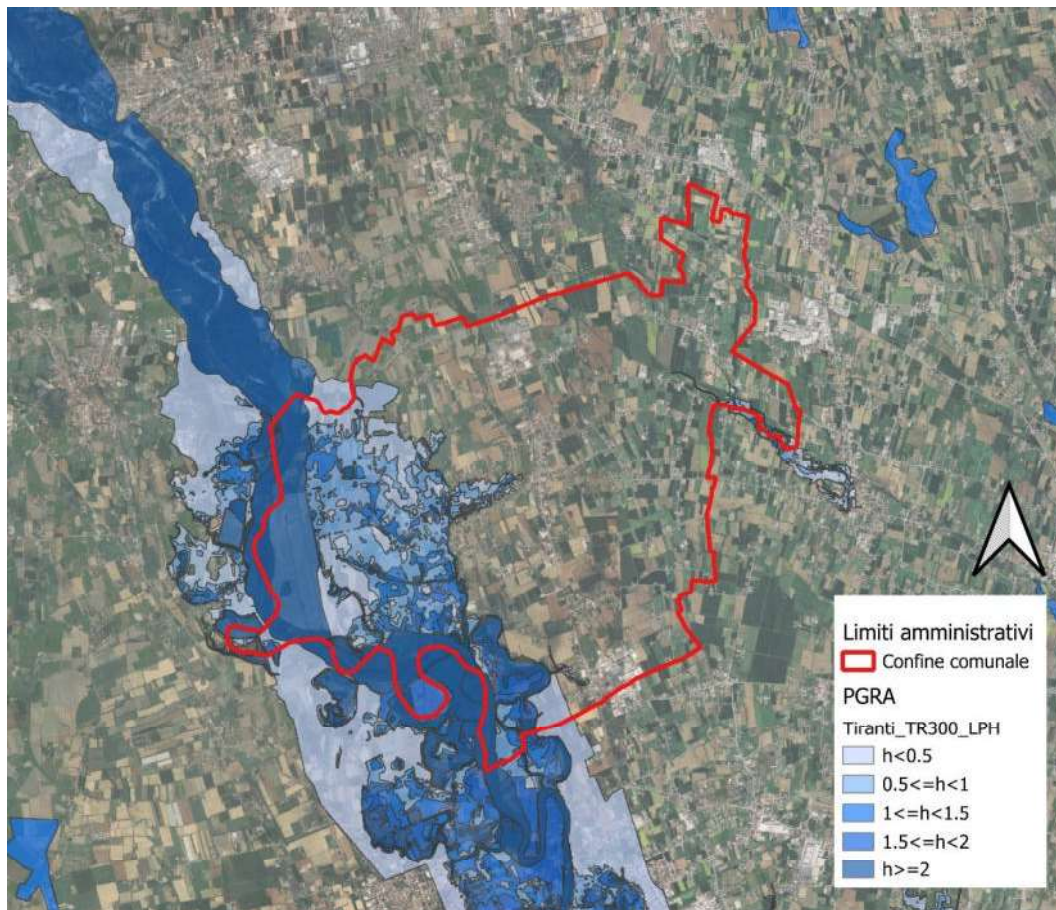 Limiti amministrativi
Confine comunale
PGRA
Tiranti_TR300_LPH
h<0.5
0.5<=h<1
1<=h<1.5
1.5<=h<2
h>=2